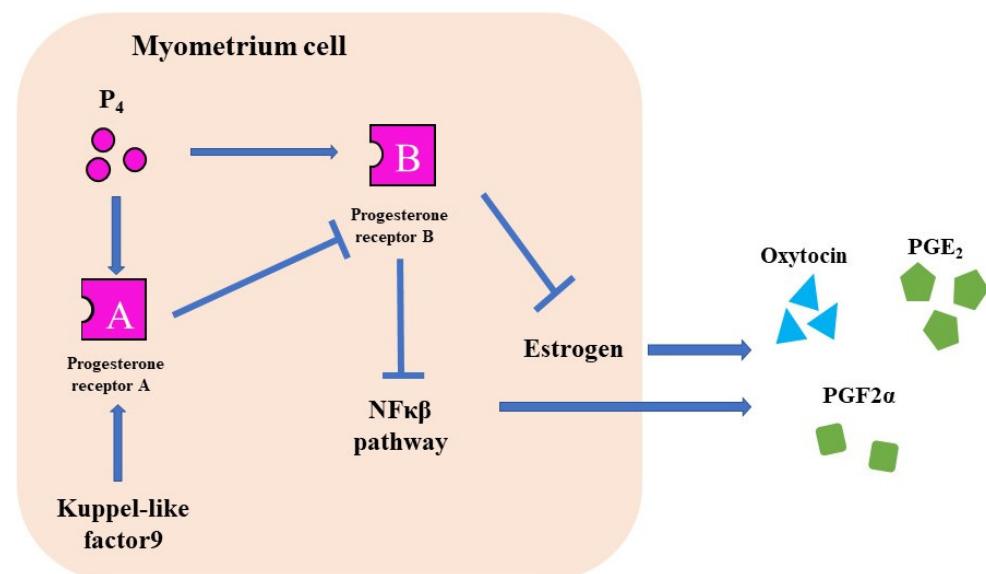 Myometrium cell
P₄
B
Progesterone
receptor B
A
Progesterone
receptor A
Oxytocin
PGE₂
Estrogen
PGF2α
NFκβ
pathway
Kuppel-like
factor9